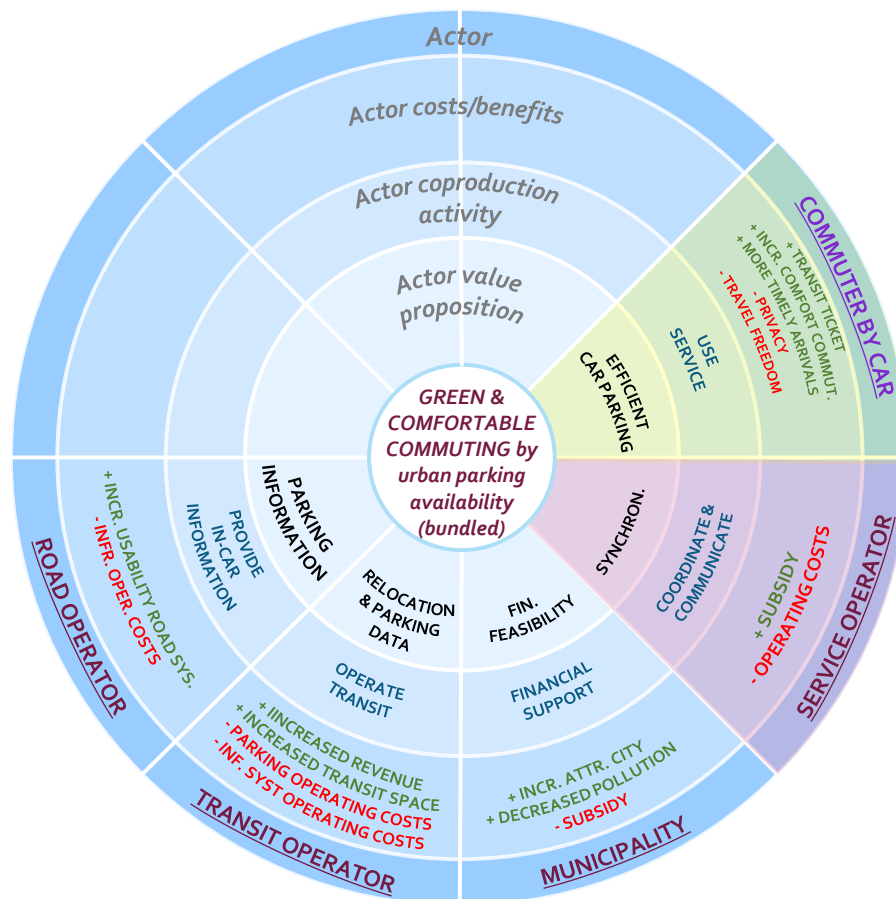 Actor
Actor costs/benefits
Actor coproduction
activity
Actor value
proposition
GREEN &
COMFORTABLE
COMMUTING by
urban parking
availability
(bundled)
COMMUTER BY CAR
+ TRANSIT TICKET
+ INCR. COMFORT COMMUT.
+ MORE TIMELY ARRIVALS
- PRIVACY
- TRAVEL FREEDOM
USE
SERVICE
EFFICIENT
CAR PARKING
SERVICE OPERATOR
+ SUBSIDY
- OPERATING COSTS
COORDINATE &
COMMUNICATE
SYNCHRON.
MUNICIPALITY
+ INCR. ATTR. CITY
+ DECREASED POLLUTION
- SUBSIDY
FINANCIAL
SUPPORT
FIN.
FEASIBILITY
TRANSIT OPERATOR
+ IINCREASED REVENUE
+ INCREASED TRANSIT SPACE
- PARKING OPERATING COSTS
- INF. SYST OPERATING COSTS
OPERATE
TRANSIT
RELOCATION
& PARKING
DATA
ROAD OPERATOR
+ INCR. USABILITY ROAD SYS.
- INFR. OPER. COSTS
PROVIDE
IN-CAR
INFORMATION
PARKING
INFORMATION